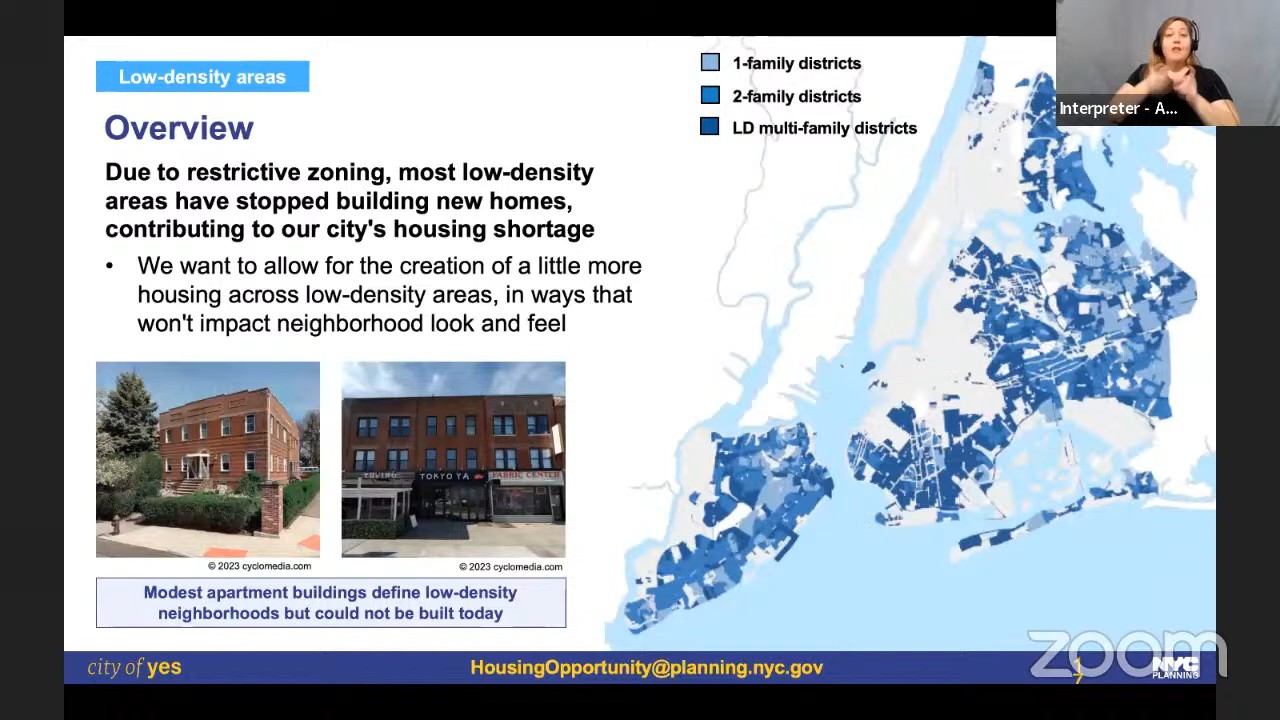 Low-density areas
Overview
Due to restrictive zoning, most low-density
areas have stopped building new homes,
contributing to our city's housing shortage
• We want to allow for the creation of a little more
housing across low-density areas, in ways that
won't impact neighborhood look and feel
TOKYO YA
FABRIC CENTER
© 2023 cyclomedia.com
© 2023 cyclomedia.com
Modest apartment buildings define low-density
neighborhoods but could not be built today
1-family districts
2-family districts
LD multi-family districts
Interpreter - A...
city of yes
HousingOpportunity@planning.nyc.gov
zoom
NYC
PLANNING